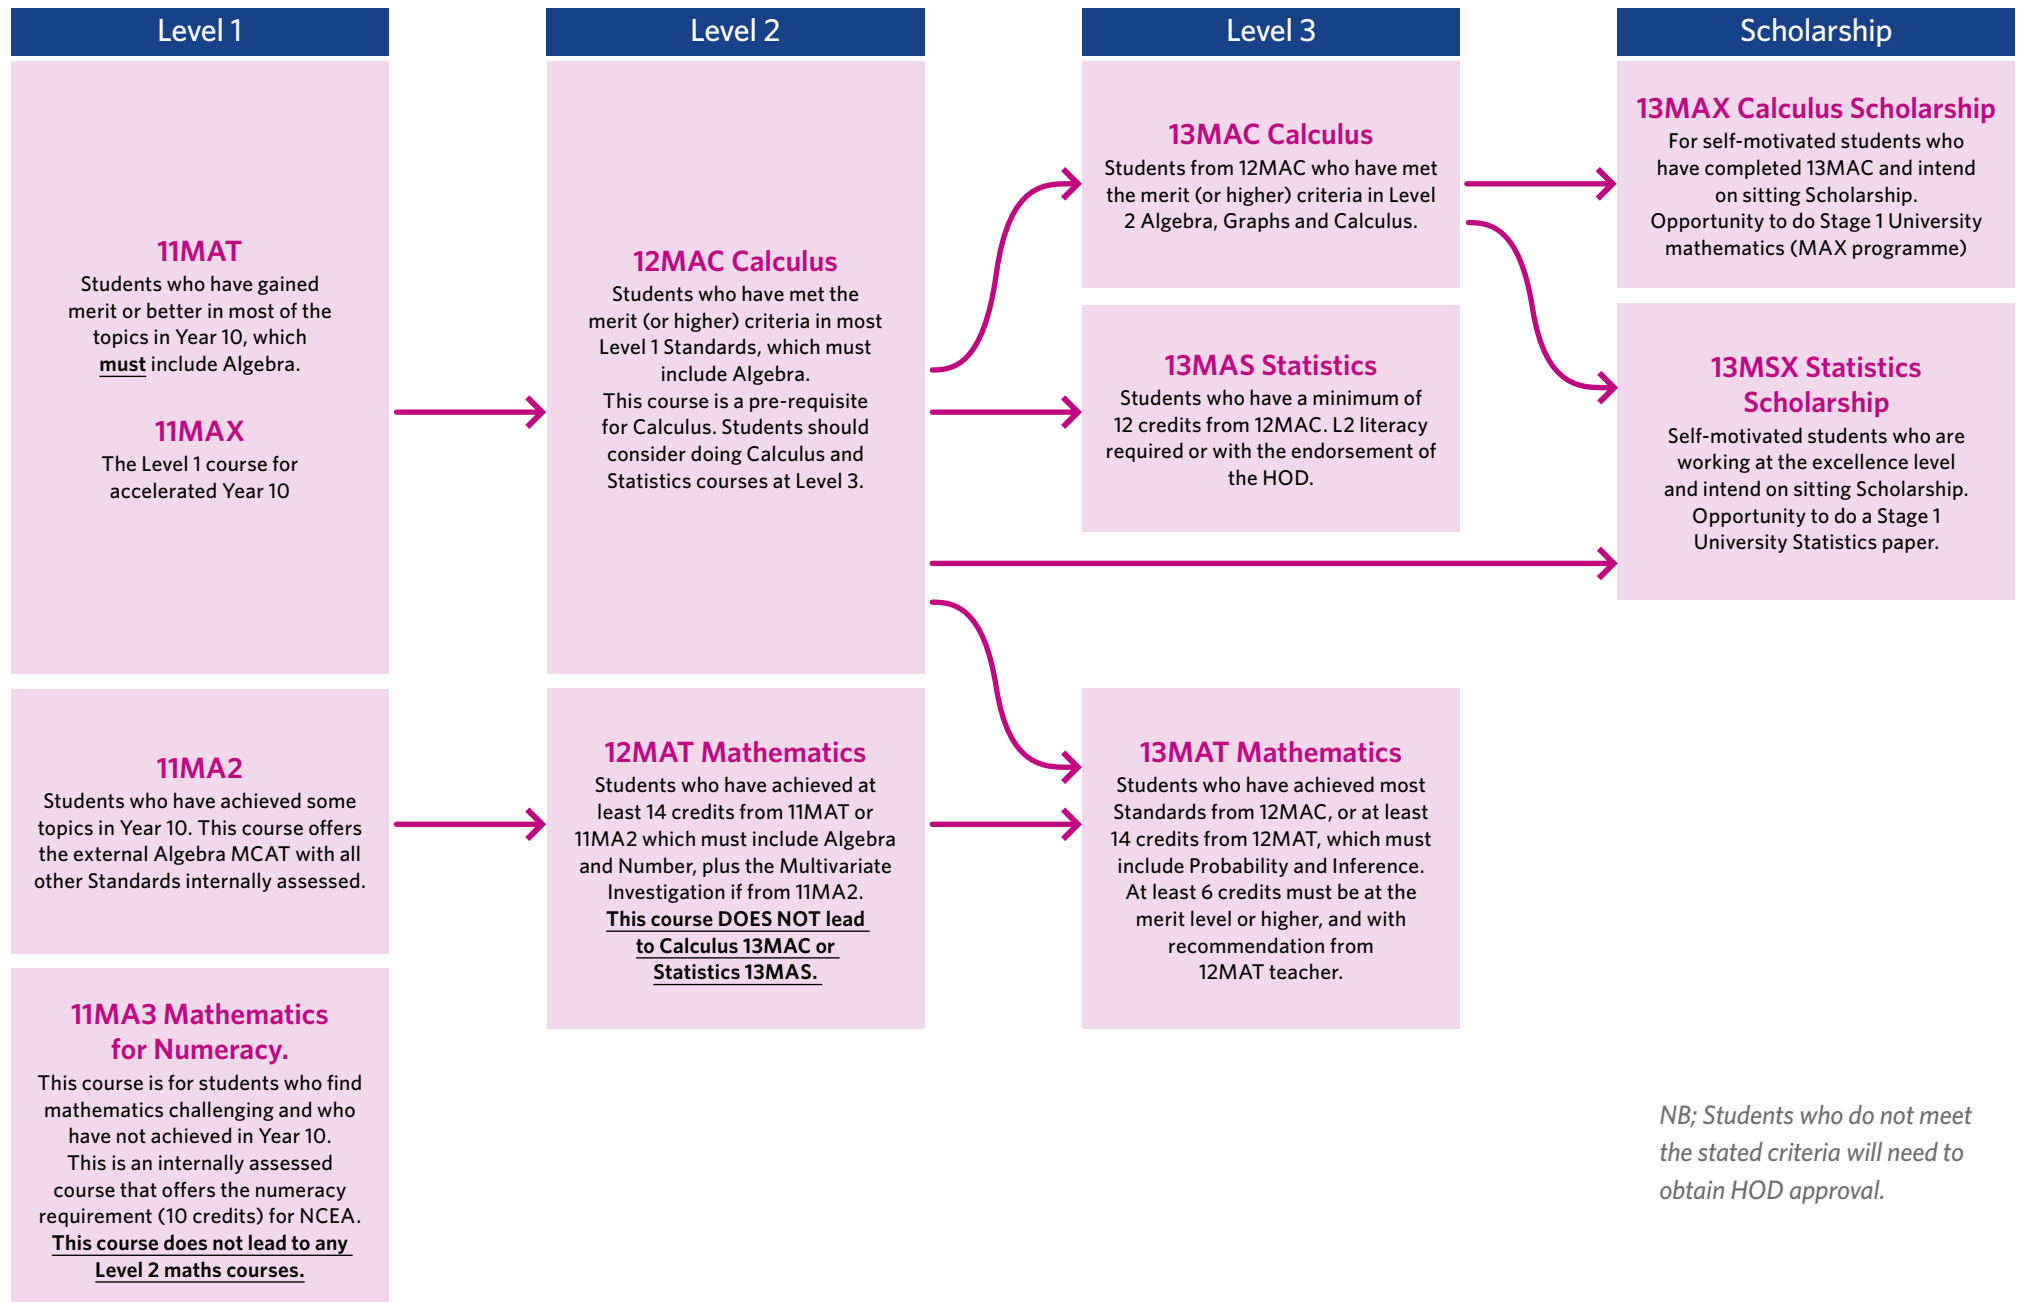 Level 1
11MAT
Students who have gained
merit or better in most of the
topics in Year 10, which
must include Algebra.
11MAX
The Level 1 course for
accelerated Year 10
11MA2
Students who have achieved some
topics in Year 10. This course offers
the external Algebra MCAT with all
other Standards internally assessed.
11MA3 Mathematics
for Numeracy.
This course is for students who find
mathematics challenging and who
have not achieved in Year 10.
This is an internally assessed
course that offers the numeracy
requirement (10 credits) for NCEA.
This course does not lead to any
Level 2 maths courses.
Level 2
12MAC Calculus
Students who have met the
merit (or higher) criteria in most
Level 1 Standards, which must
include Algebra.
This course is a pre-requisite
for Calculus. Students should
consider doing Calculus and
Statistics courses at Level 3.
12MAT Mathematics
Students who have achieved at
least 14 credits from 11MAT or
11MA2 which must include Algebra
and Number, plus the Multivariate
Investigation if from 11MA2.
This course DOES NOT lead
to Calculus 13MAC or
Statistics 13MAS.
Level 3
13MAC Calculus
Students from 12MAC who have met
the merit (or higher) criteria in Level
2 Algebra, Graphs and Calculus.
13MAS Statistics
Students who have a minimum of
12 credits from 12MAC. L2 literacy
required or with the endorsement of
the HOD.
13MAT Mathematics
Students who have achieved most
Standards from 12MAC, or at least
14 credits from 12MAT, which must
include Probability and Inference.
At least 6 credits must be at the
merit level or higher, and with
recommendation from
12MAT teacher.
Scholarship
13MAX Calculus Scholarship
For self-motivated students who
have completed 13MAC and intend
on sitting Scholarship.
Opportunity to do Stage 1 University
mathematics (MAX programme)
13MSX Statistics
Scholarship
Self-motivated students who are
working at the excellence level
and intend on sitting Scholarship.
Opportunity to do a Stage 1
University Statistics paper.
NB; Students who do not meet
the stated criteria will need to
obtain HOD approval.